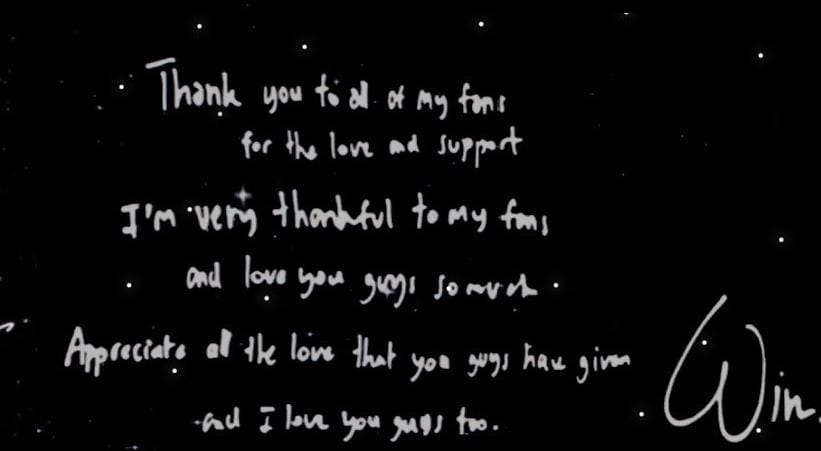 Thank you to all of my fans
for the love and support
I'm very thankful to my fans
and love you guys so much.
Appreciate all the love that you guys have given
and I love you guys too.
Win.